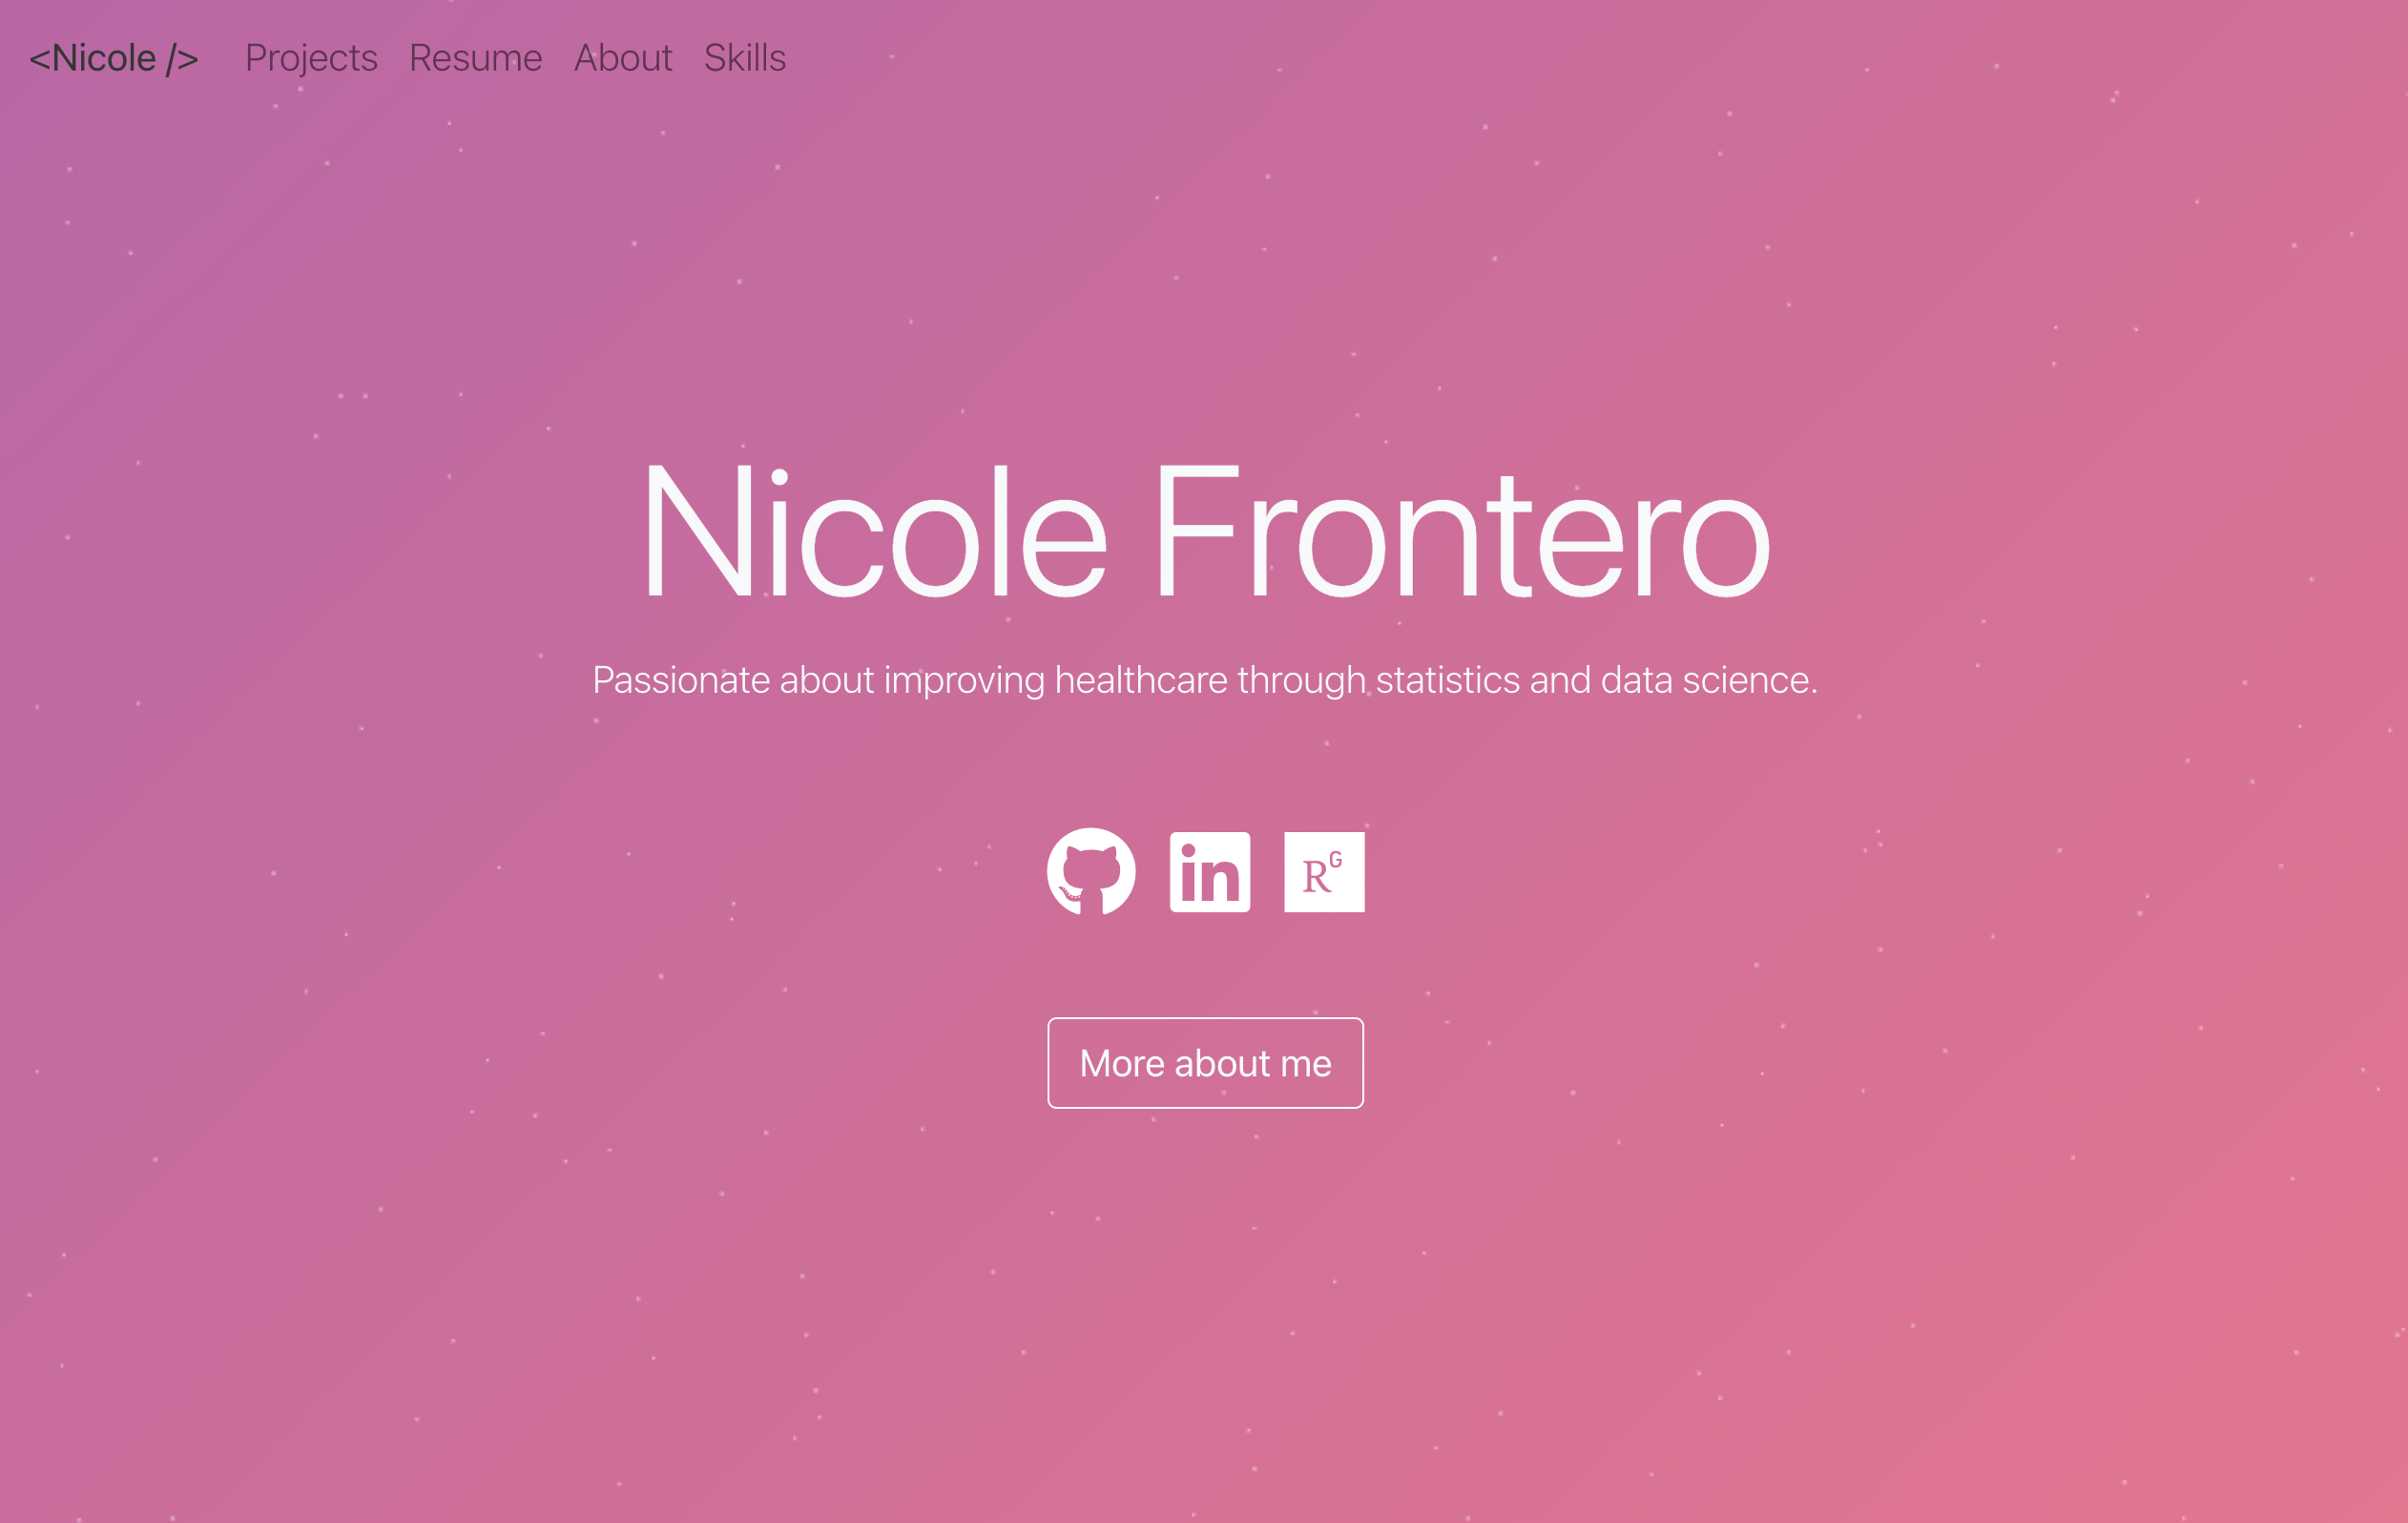 <Nicole /> Projects Resume About Skills
Nicole Frontero
Passionate about improving healthcare through statistics and data science.
in RG
More about me